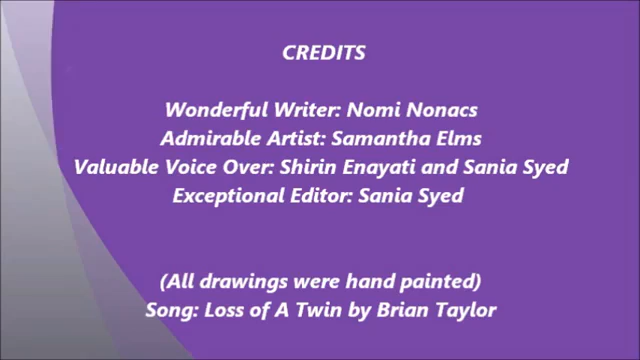 CREDITS
Wonderful Writer: Nomi Nonacs
Admirable Artist: Samantha Elms
Valuable Voice Over: Shirin Enayati and Sania Syed
Exceptional Editor: Sania Syed
(All drawings were hand painted)
Song: Loss of A Twin by Brian Taylor